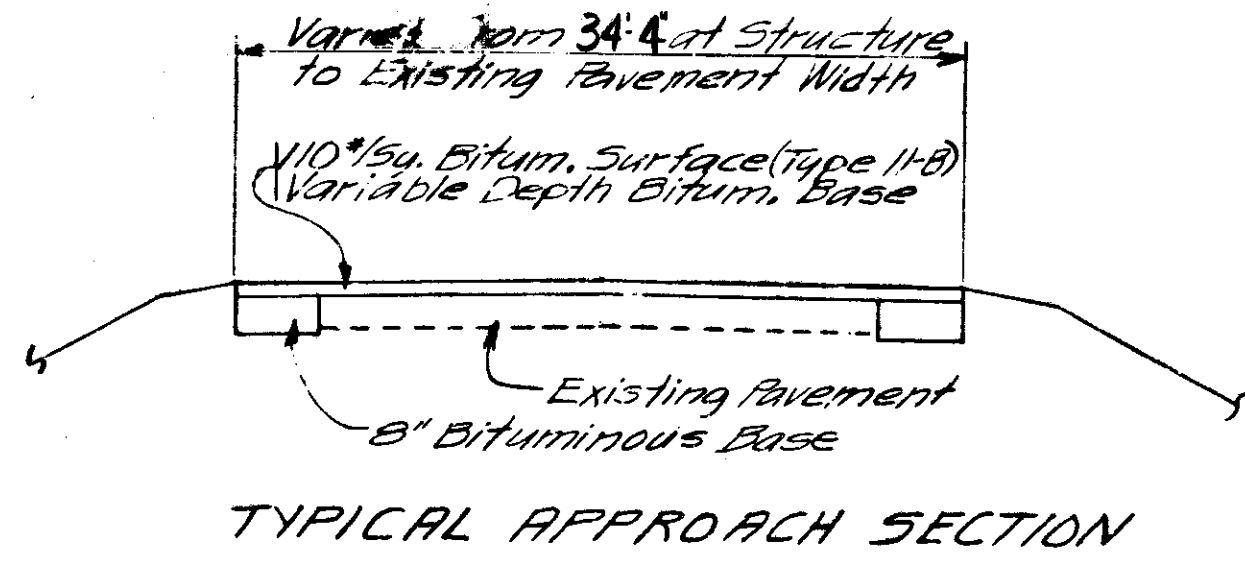 Varies from 34'-4" at Structure
to Existing Pavement Width
110#/Sy. Bitum. Surface (Type II-B)
Variable Depth Bitum. Base
Existing Pavement
8" Bituminous Base
TYPICAL APPROACH SECTION